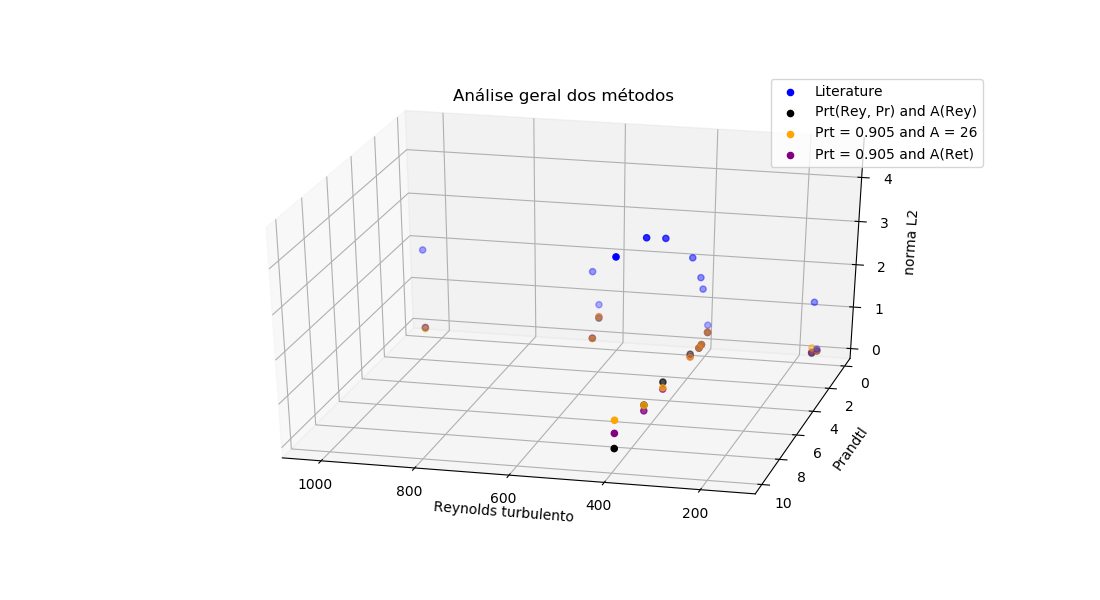 Análise geral dos métodos
Literature
Prt(Rey, Pr) and A(Rey)
Prt = 0.905 and A = 26
Prt = 0.905 and A(Ret)
4
3
2
1
0
norma L2
0
2
4
6
8
10
Prandtl
1000
800
600
400
200
Reynolds turbulento